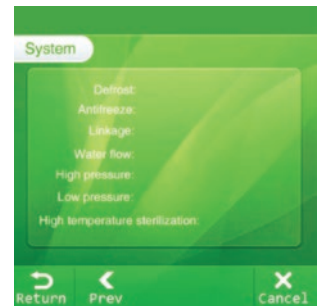 System
Defrost:
Antifreeze:
Linkage:
Water flow:
High pressure:
Low pressure:
High temperature sterilization:
Return Prev Cancel